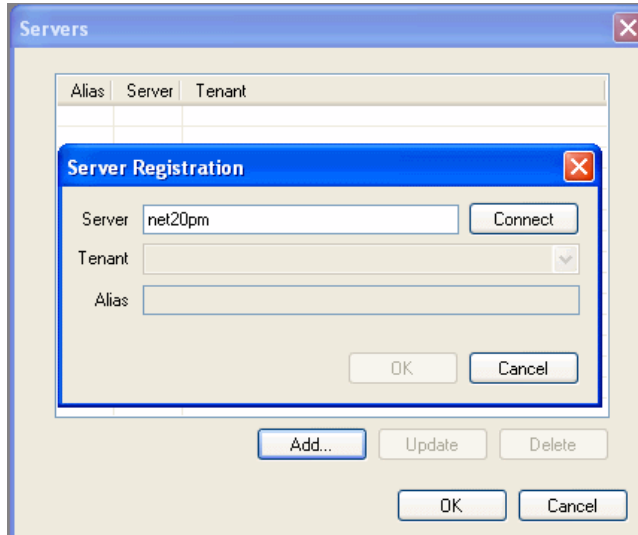 Servers
Alias Server Tenant
Server Registration
Server net20pm Connect
Tenant
Alias
OK Cancel
Add... Update Delete
OK Cancel